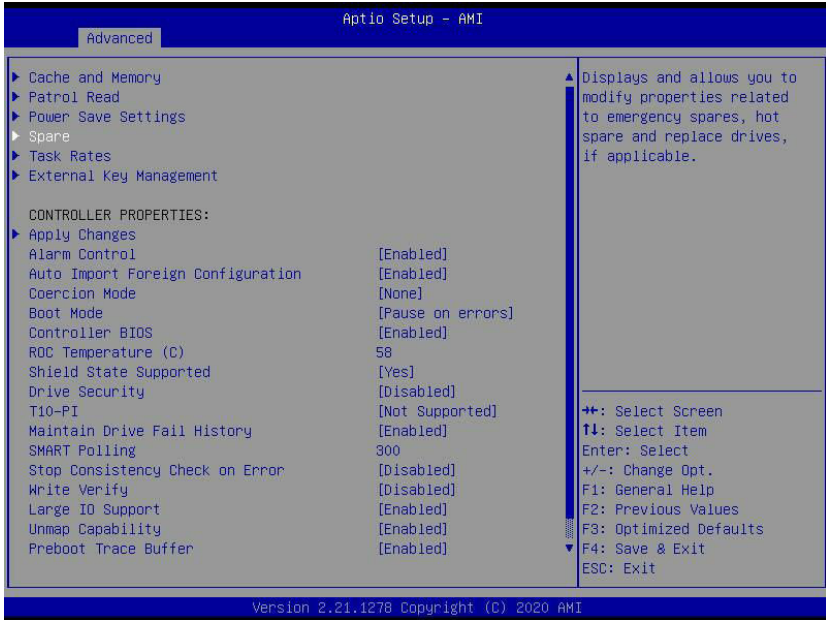 Aptio Setup - AMI
Advanced
Cache and Memory
Patrol Read
Power Save Settings
Spare
Task Rates
External Key Management
CONTROLLER PROPERTIES:
Apply Changes
Alarm Control [Enabled]
Auto Import Foreign Configuration [Enabled]
Coercion Mode [None]
Boot Mode [Pause on errors]
Controller BIOS [Enabled]
ROC Temperature (C) 58
Shield State Supported [Yes]
Drive Security [Disabled]
T10-PI [Not Supported]
Maintain Drive Fail History [Enabled]
SMART Polling 300
Stop Consistency Check on Error [Disabled]
Write Verify [Disabled]
Large IO Support [Enabled]
Unmap Capability [Enabled]
Preboot Trace Buffer [Enabled]
Displays and allows you to
modify properties related
to emergency spares, hot
spare and replace drives,
if applicable.
→←: Select Screen
↑↓: Select Item
Enter: Select
+/-: Change Opt.
F1: General Help
F2: Previous Values
F3: Optimized Defaults
F4: Save & Exit
ESC: Exit
Version 2.21.1278 Copyright (C) 2020 AMI